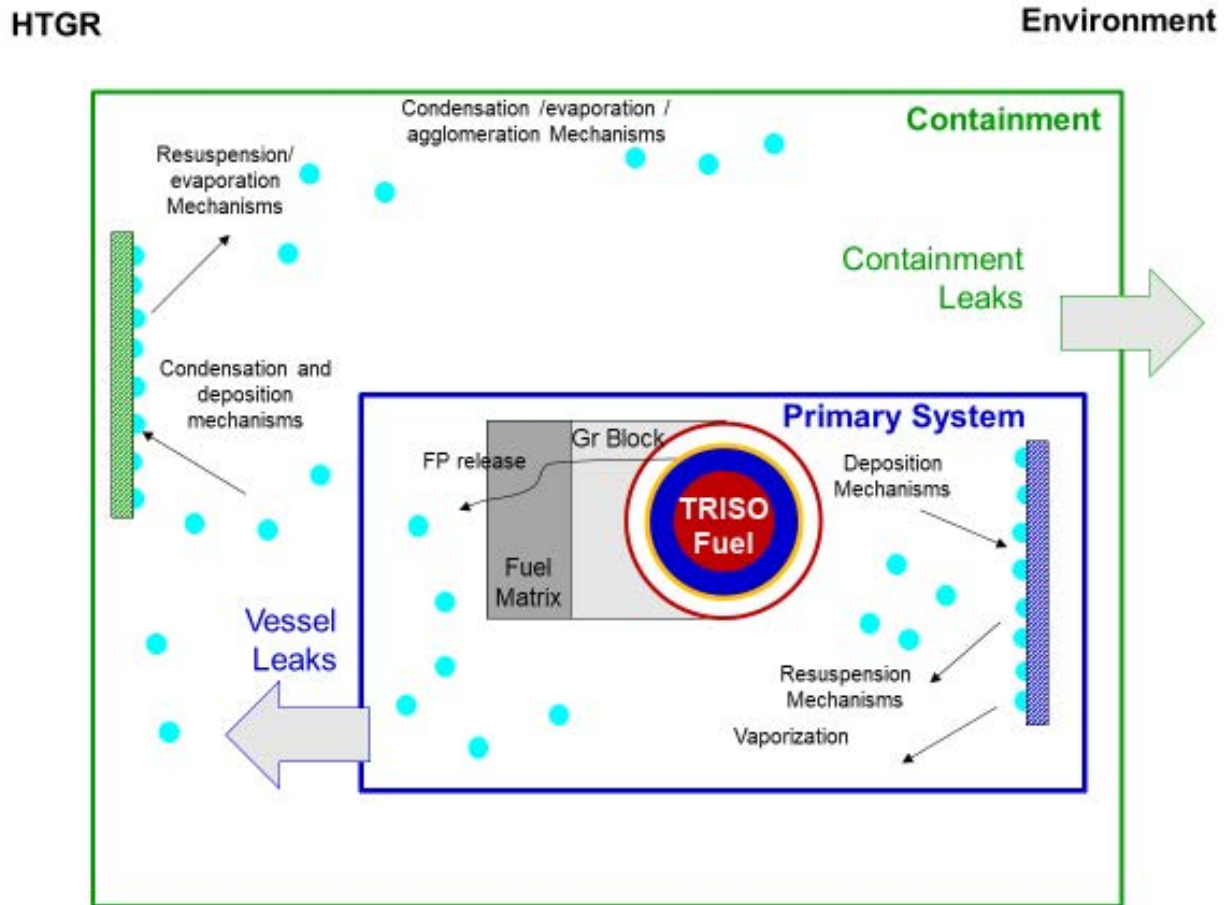 HTGR
Environment
Condensation /evaporation /
agglomeration Mechanisms
Containment
Resuspension/
evaporation
Mechanisms
Containment
Leaks
Condensation and
deposition
mechanisms
Primary System
Gr Block
FP release
Deposition
Mechanisms
TRISO
Fuel
Fuel
Matrix
Vessel
Leaks
Resuspension
Mechanisms
Vaporization